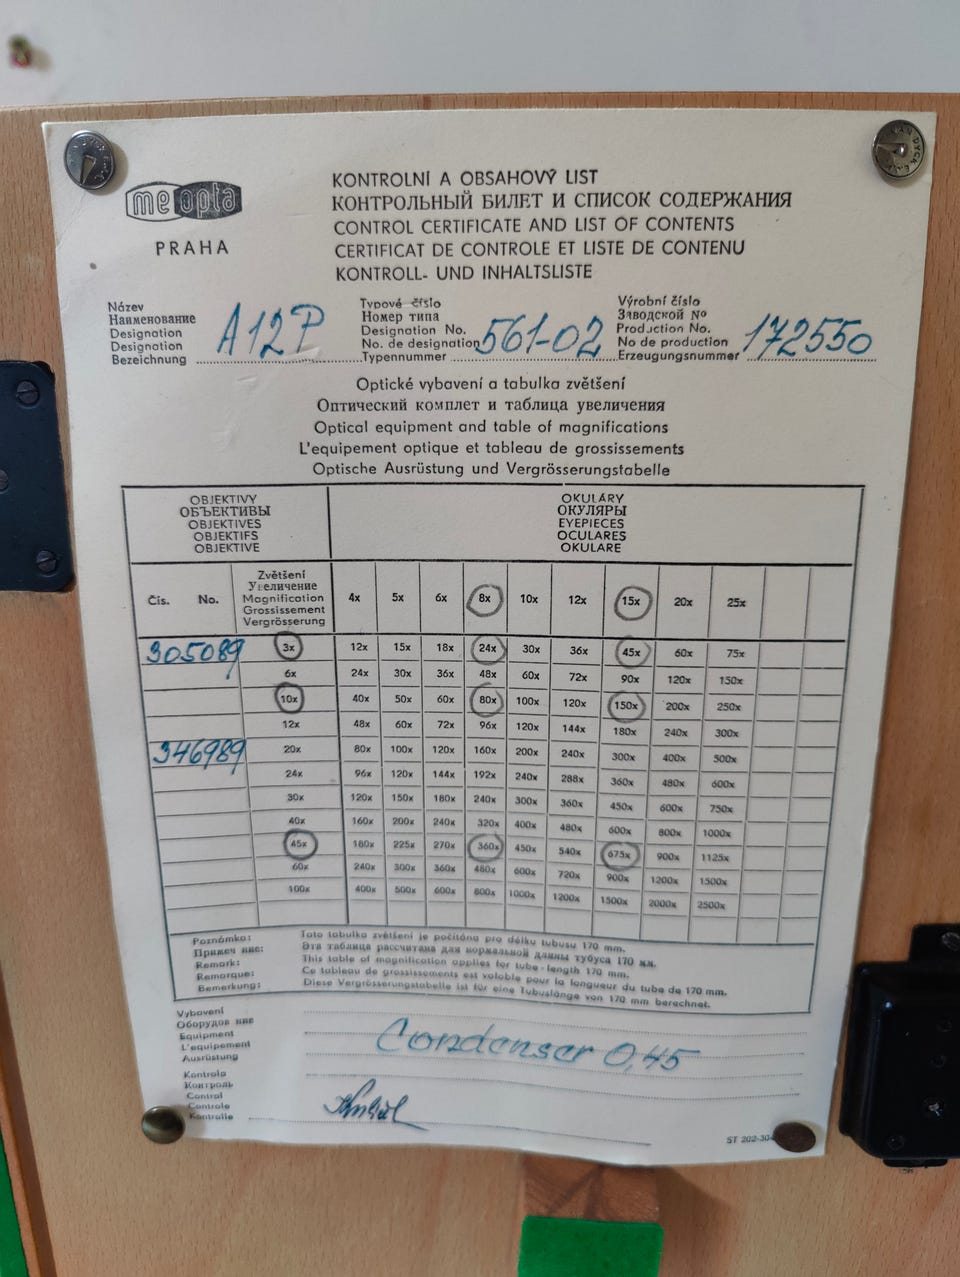 meopta
PRAHA
KONTROLNÍ A OBSAHOVÝ LIST
КОНТРОЛЬНЫЙ БИЛЕТ И СПИСОК СОДЕРЖАНИЯ
CONTROL CERTIFICATE AND LIST OF CONTENTS
CERTIFICAT DE CONTROLE ET LISTE DE CONTENU
KONTROLL- UND INHALTSLISTE
Název
Наименование
Designation
Designation
Bezeichnung A12P
Typové číslo
Номер типа
Designation No.
No. de designation
Typennummer 561-02
Výrobní číslo
Заводской №
Production No.
No de production
Erzeugungsnummer 172550
Optické vybavení a tabulka zvětšení
Оптический комплет и таблица увеличения
Optical equipment and table of magnifications
L'equipement optique et tableau de grossissements
Optische Ausrüstung und Vergrösserungstabelle
OBJEKTIVY
ОБЪЕКТИВЫ
OBJEKTIVES
OBJEKTIFS
OBJEKTIVE
OKULÁRY
ОКУЛЯРЫ
EYEPIECES
OCULARES
OKULARE
Čis. No.
Zvětšení
Увеличение
Magnification
Grossissement
Vergrösserung
4x 5x 6x 8x 10x 12x 15x 20x 25x
305089 3x 12x 15x 18x 24x 30x 36x 45x 60x 75x
6x 24x 30x 36x 48x 60x 72x 90x 120x 150x
10x 40x 50x 60x 80x 100x 120x 150x 200x 250x
12x 48x 60x 72x 96x 120x 144x 180x 240x 300x
346989 20x 80x 100x 120x 160x 200x 240x 300x 400x 500x
24x 96x 120x 144x 192x 240x 288x 360x 480x 600x
30x 120x 150x 180x 240x 300x 360x 450x 600x 750x
40x 160x 200x 240x 320x 400x 480x 600x 800x 1000x
45x 180x 225x 270x 360x 450x 540x 675x 900x 1125x
60x 240x 300x 360x 480x 600x 720x 900x 1200x 1500x
100x 400x 500x 600x 800x 1000x 1200x 1500x 2000x 2500x
Poznámka: Tato tabulka zvětšení je počítána pro délku tubusu 170 mm.
Примеч ние: Эта таблица рассчитана для нормальной длины тубуса 170 мм.
Remark: This table of magnification applies for tube-length 170 mm.
Remarque: Ce tableau de grossissements est valable pour la longueur du tube de 170 mm.
Bemerkung: Diese Vergrösserungstabelle ist für eine Tubuslänge von 170 mm berechnet.
Vybavení
Оборудов ние
Equipment
L'equipement
Ausrüstung
Condenser 0,45
Kontrola
Контроль
Control
Controle
Kontrolle
ST 202-30